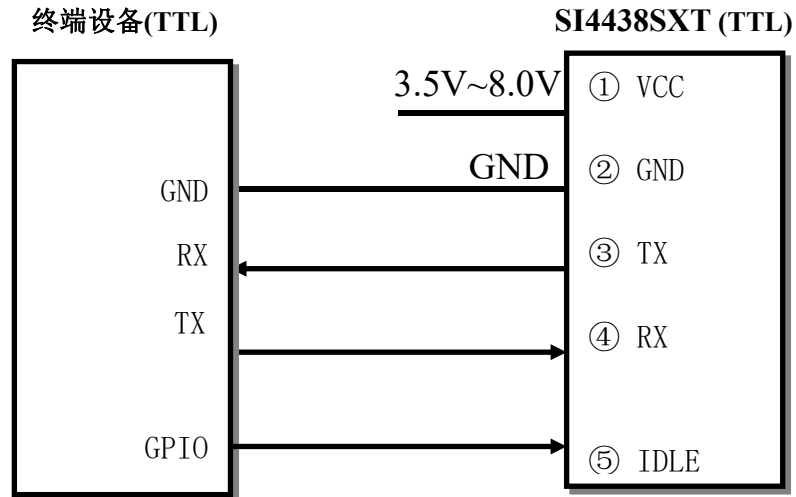 终端设备(TTL)
SI4438SXT (TTL)
3.5V~8.0V
① VCC
GND
GND
② GND
RX
③ TX
TX
④ RX
GPIO
⑤ IDLE